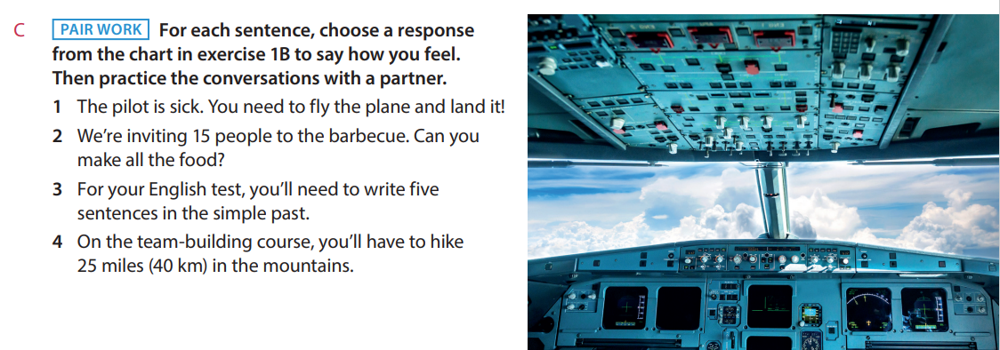 C PAIR WORK For each sentence, choose a response
from the chart in exercise 1B to say how you feel.
Then practice the conversations with a partner.
1 The pilot is sick. You need to fly the plane and land it!
2 We’re inviting 15 people to the barbecue. Can you
make all the food?
3 For your English test, you’ll need to write five
sentences in the simple past.
4 On the team-building course, you’ll have to hike
25 miles (40 km) in the mountains.